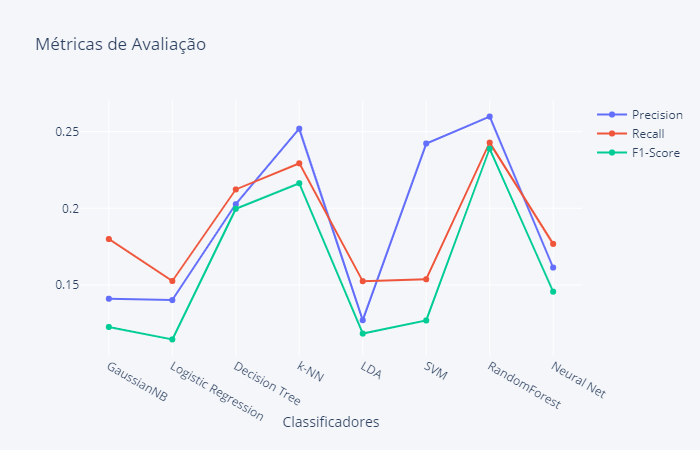 Métricas de Avaliação
Precision
Recall
F1-Score
0.25
0.2
0.15
GaussianNB
Logistic Regression
Decision Tree
k-NN
LDA
SVM
RandomForest
Neural Net
Classificadores